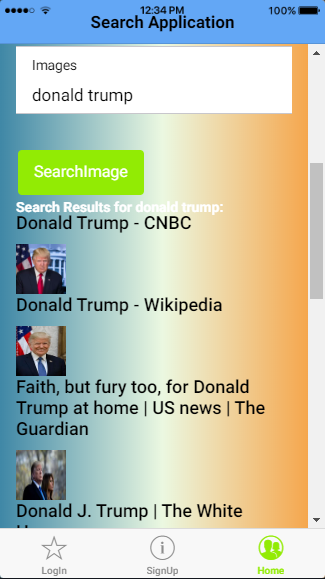 12:34 PM
100%
Search Application
Images
donald trump
SearchImage
Search Results for donald trump:
Donald Trump - CNBC
Donald Trump - Wikipedia
Faith, but fury too, for Donald
Trump at home | US news | The
Guardian
Donald J. Trump | The White
LogIn
SignUp
Home